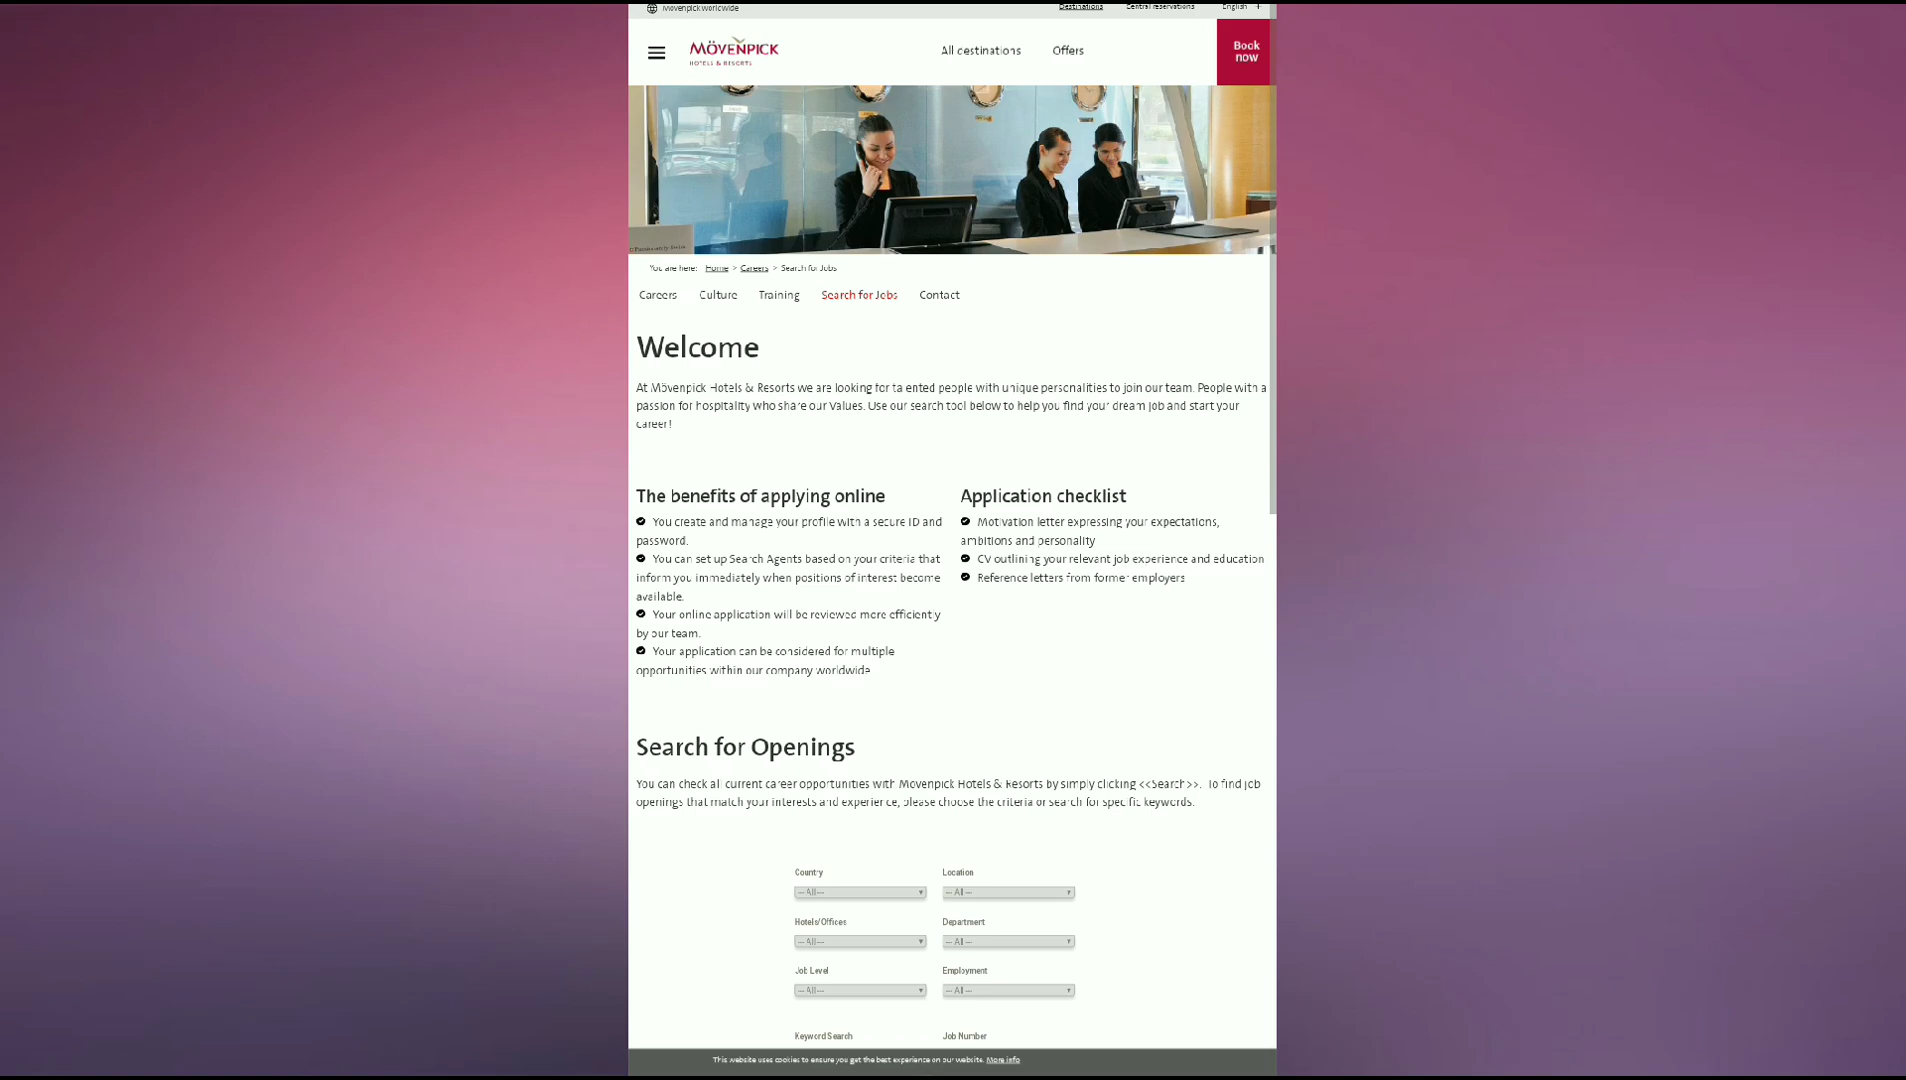 Mövenpick Worldwide
Destinations Central reservations English +
MÖVENPICK
HOTELS & RESORTS
All destinations Offers
Book
now
You are here: Home > Careers > Search for Jobs
Careers Culture Training Search for Jobs Contact
Welcome
At Mövenpick Hotels & Resorts we are looking for talented people with unique personalities to join our team. People with a
passion for hospitality who share our Values. Use our search tool below to help you find your dream job and start your
career!
The benefits of applying online
You create and manage your profile with a secure ID and
password.
You can set up Search Agents based on your criteria that
inform you immediately when positions of interest become
available.
Your online application will be reviewed more efficiently
by our team.
Your application can be considered for multiple
opportunities within our company worldwide
Application checklist
Motivation letter expressing your expectations,
ambitions and personality
CV outlining your relevant job experience and education
Reference letters from former employers
Search for Openings
You can check all current career opportunities with Mövenpick Hotels & Resorts by simply clicking <<Search>>. To find job
openings that match your interests and experience, please choose the criteria or search for specific keywords.
Country Location
--- All --- --- All ---
Hotels/Offices Department
--- All --- --- All ---
Job Level Employment
--- All --- --- All ---
Keyword Search Job Number
This website uses cookies to ensure you get the best experience on our website. More info